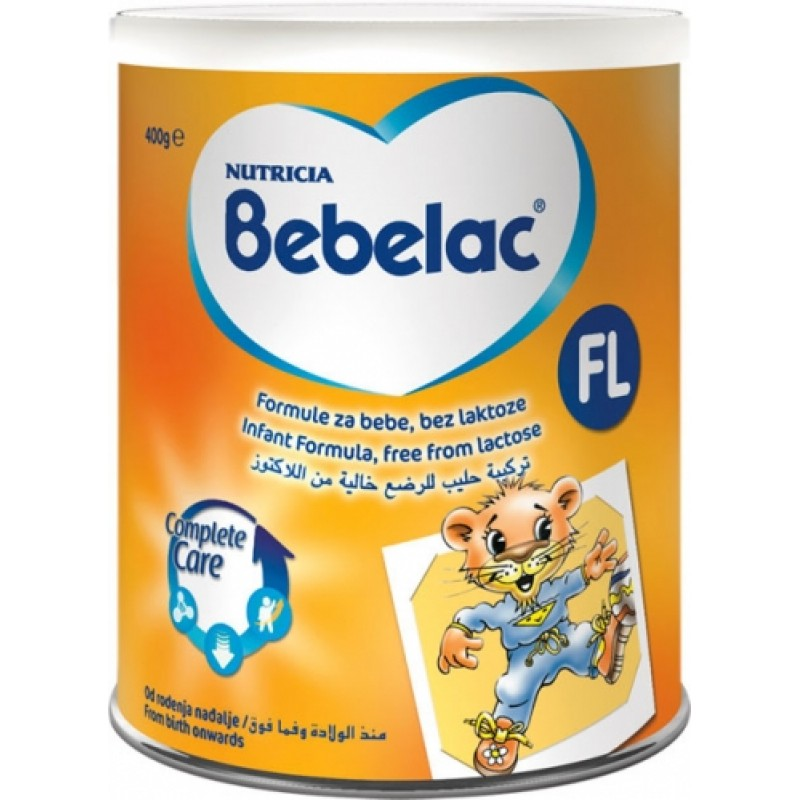 400g e
NUTRICIA
Bebelac®
FL
Formule za bebe, bez laktoze
Infant Formula, free from lactose
تركيبة حليب للرضع خالية من اللاكتوز
Complete
Care
Od rođenja nadalje / منذ الولادة وفما فوق
From birth onwards